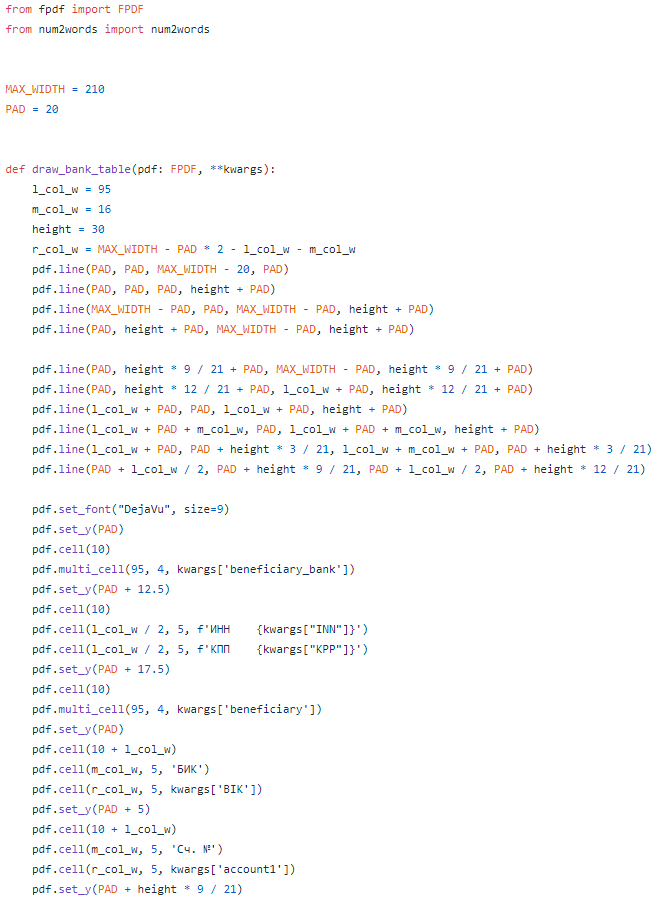 from fpdf import FPDF
from num2words import num2words


MAX_WIDTH = 210
PAD = 20


def draw_bank_table(pdf: FPDF, **kwargs):
    l_col_w = 95
    m_col_w = 16
    height = 30
    r_col_w = MAX_WIDTH - PAD * 2 - l_col_w - m_col_w
    pdf.line(PAD, PAD, MAX_WIDTH - 20, PAD)
    pdf.line(PAD, PAD, PAD, height + PAD)
    pdf.line(MAX_WIDTH - PAD, PAD, MAX_WIDTH - PAD, height + PAD)
    pdf.line(PAD, height + PAD, MAX_WIDTH - PAD, height + PAD)

    pdf.line(PAD, height * 9 / 21 + PAD, MAX_WIDTH - PAD, height * 9 / 21 + PAD)
    pdf.line(PAD, height * 12 / 21 + PAD, l_col_w + PAD, height * 12 / 21 + PAD)
    pdf.line(l_col_w + PAD, PAD, l_col_w + PAD, height + PAD)
    pdf.line(l_col_w + PAD + m_col_w, PAD, l_col_w + PAD + m_col_w, height + PAD)
    pdf.line(l_col_w + PAD, PAD + height * 3 / 21, l_col_w + m_col_w + PAD, PAD + height * 3 / 21)
    pdf.line(PAD + l_col_w / 2, PAD + height * 9 / 21, PAD + l_col_w / 2, PAD + height * 12 / 21)

    pdf.set_font("DejaVu", size=9)
    pdf.set_y(PAD)
    pdf.cell(10)
    pdf.multi_cell(95, 4, kwargs['beneficiary_bank'])
    pdf.set_y(PAD + 12.5)
    pdf.cell(10)
    pdf.cell(l_col_w / 2, 5, f'ИНН    {kwargs["INN"]}')
    pdf.cell(l_col_w / 2, 5, f'КПП    {kwargs["KPP"]}')
    pdf.set_y(PAD + 17.5)
    pdf.cell(10)
    pdf.multi_cell(95, 4, kwargs['beneficiary'])
    pdf.set_y(PAD)
    pdf.cell(10 + l_col_w)
    pdf.cell(m_col_w, 5, 'БИК')
    pdf.cell(r_col_w, 5, kwargs['BIK'])
    pdf.set_y(PAD + 5)
    pdf.cell(10 + l_col_w)
    pdf.cell(m_col_w, 5, 'Сч. №')
    pdf.cell(r_col_w, 5, kwargs['account1'])
    pdf.set_y(PAD + height * 9 / 21)